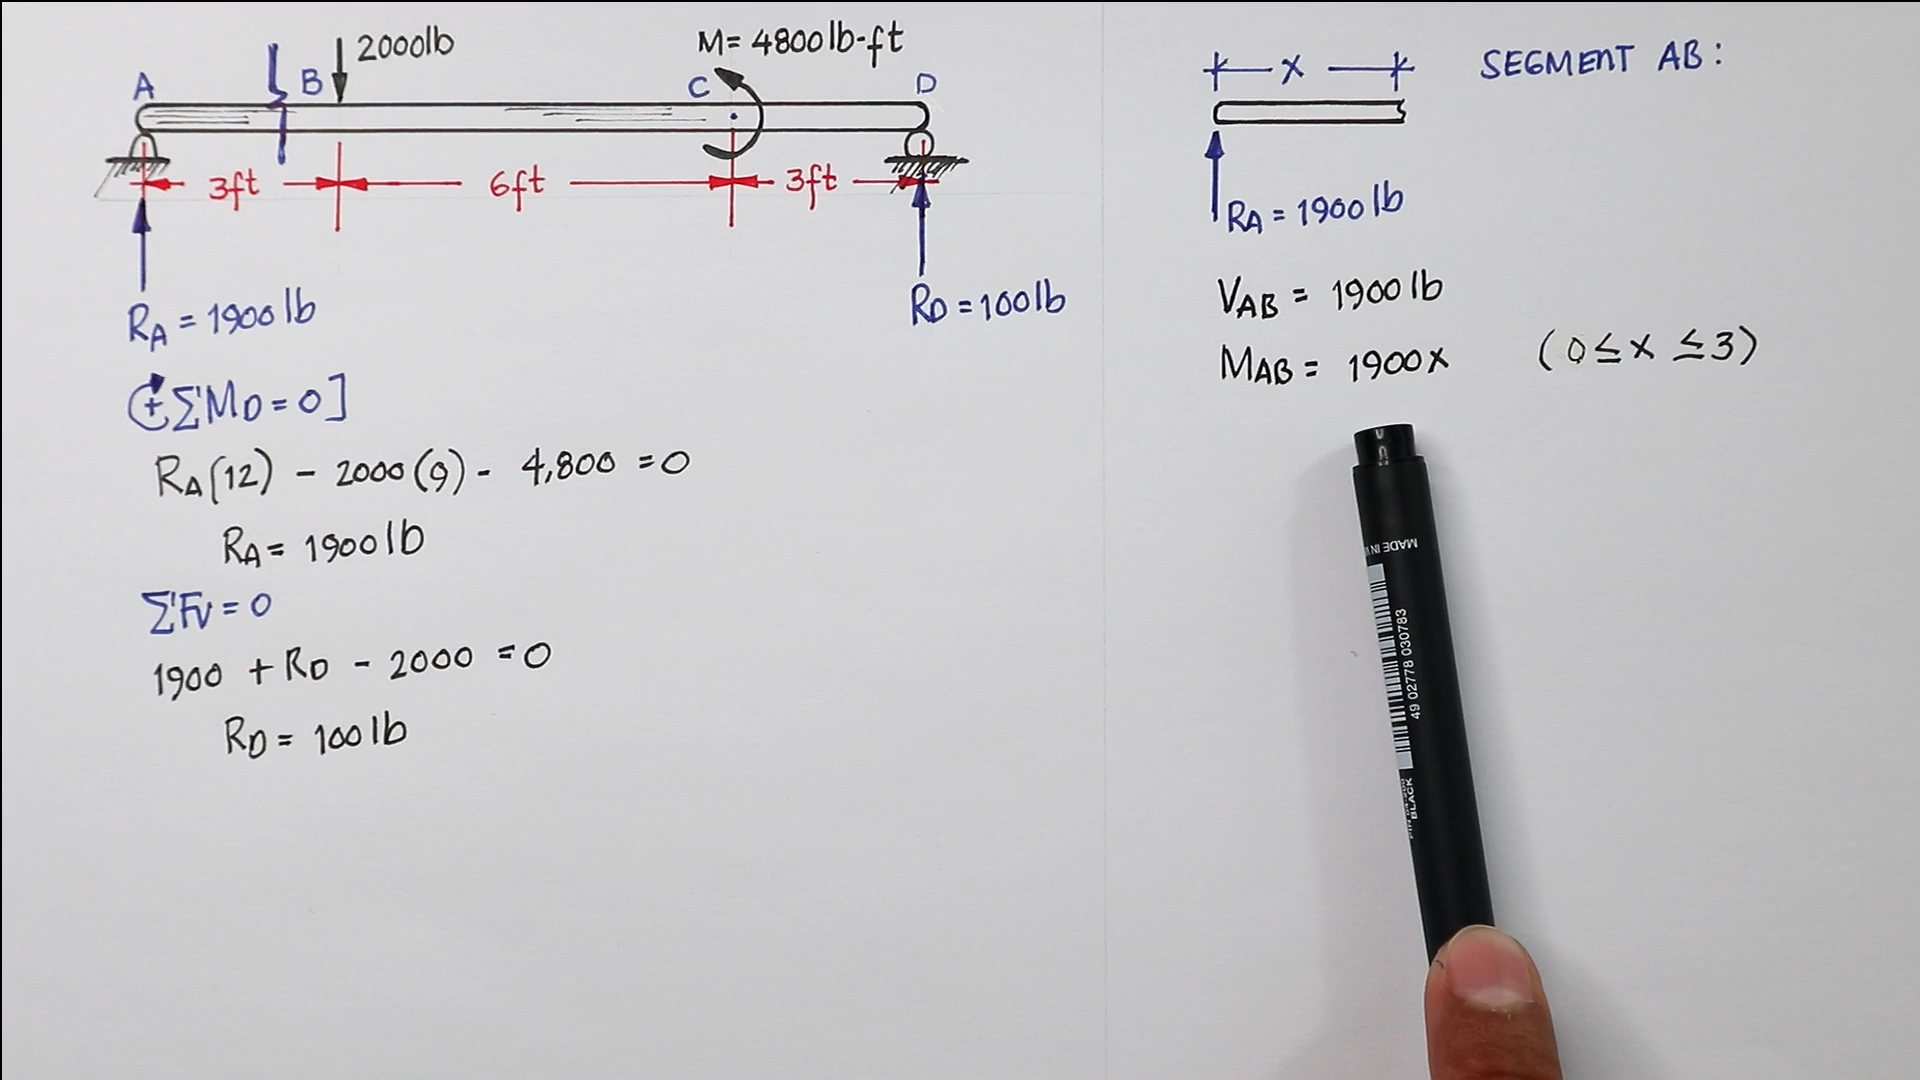 2000lb
M = 4800 lb-ft
A
B
C
D
3ft
6ft
3ft
RA = 1900 lb
RD = 100 lb
+ ΣMD = 0]
RA(12) - 2000(9) - 4,800 = 0
RA = 1900 lb
ΣFV = 0
1900 + RD - 2000 = 0
RD = 100 lb
x
SEGMENT AB:
RA = 1900 lb
VAB = 1900 lb
MAB = 1900x (0 ≤ x ≤ 3)
MADE IN
49 02778 030783
BLACK